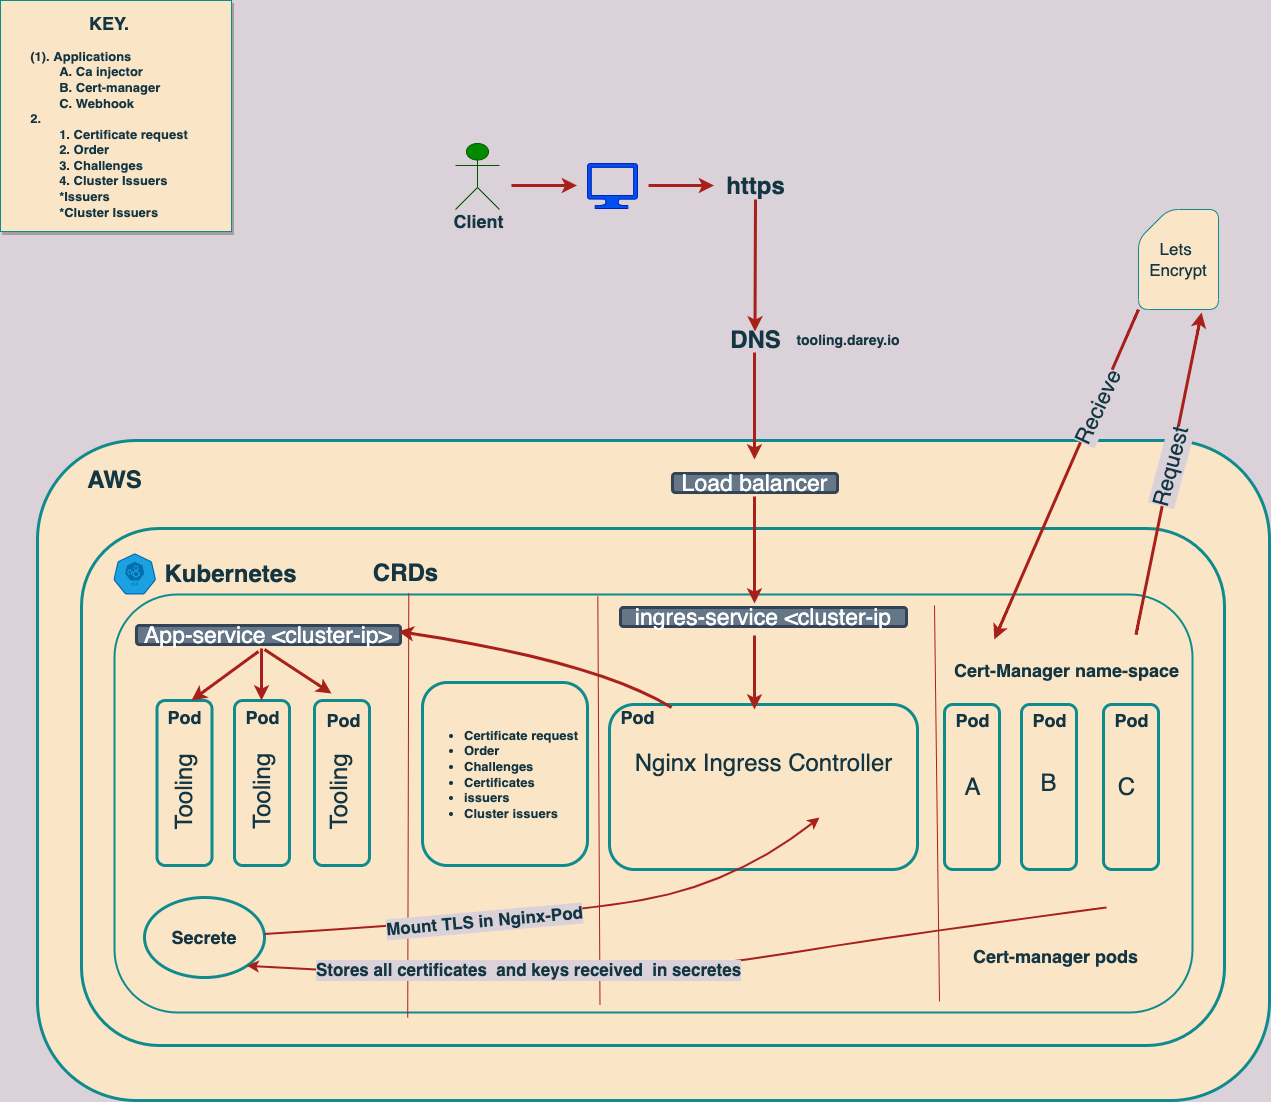 KEY.
(1). Applications
A. Ca injector
B. Cert-manager
C. Webhook
2.
1. Certificate request
2. Order
3. Challenges
4. Cluster Issuers
*Issuers
*Cluster Issuers
Client
https
Lets
Encrypt
DNS
tooling.darey.io
Recieve
Request
AWS
Load balancer
Kubernetes
CRDs
ingres-service <cluster-ip
App-service <cluster-ip>
Cert-Manager name-space
Pod
Tooling
Pod
Tooling
Pod
Tooling
Certificate request
Order
Challenges
Certificates
issuers
Cluster issuers
Pod
Nginx Ingress Controller
Pod
A
Pod
B
Pod
C
Secrete
Mount TLS in Nginx-Pod
Stores all certificates and keys received in secretes
Cert-manager pods